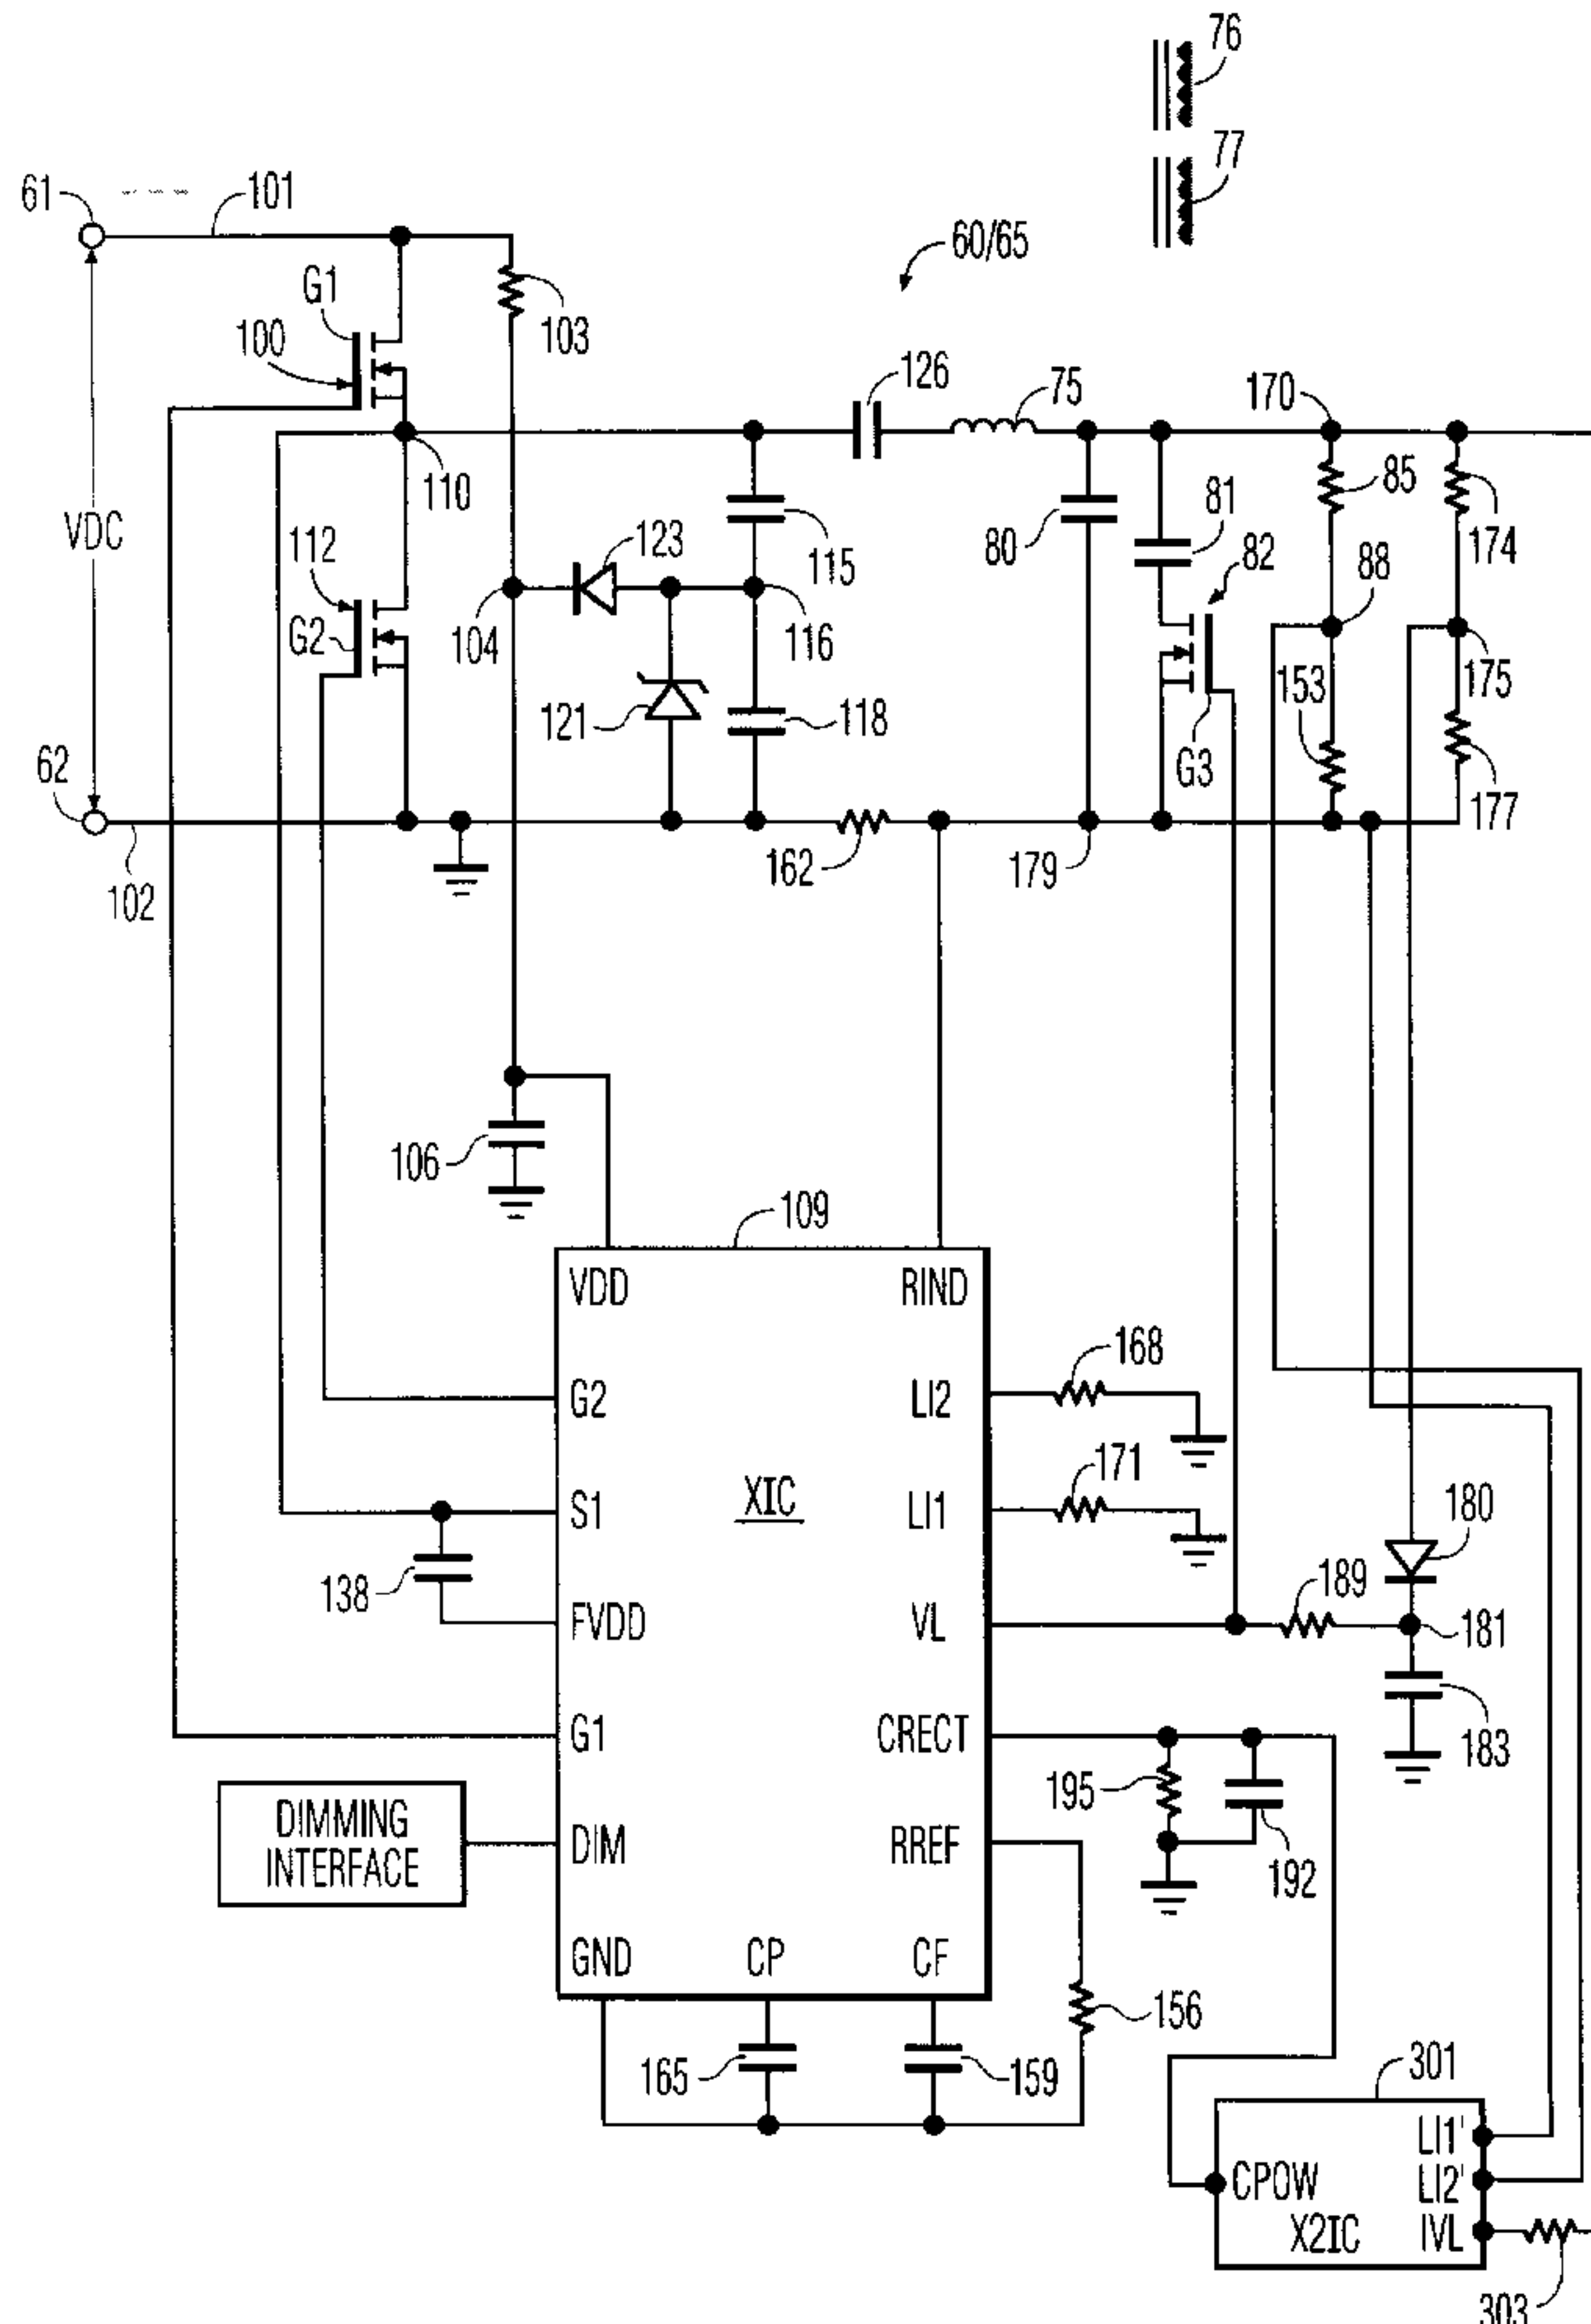 76
77
61
101
60/65
G1
103
100
126
75
170
85
110
VDC
80
81
174
112
123
115
82
88
G2
104
116
153
175
121
118
G3
177
62
162
179
102
106
109
VDD
RIND
168
G2
LI2
171
S1
XIC
LI1
180
189
138
FVDD
VL
181
G1
CRECT
183
195
DIMMING
INTERFACE
DIM
RREF
192
GND
CP
CF
156
165
159
301
LI1'
CPOW
LI2'
X2IC
IVL
303